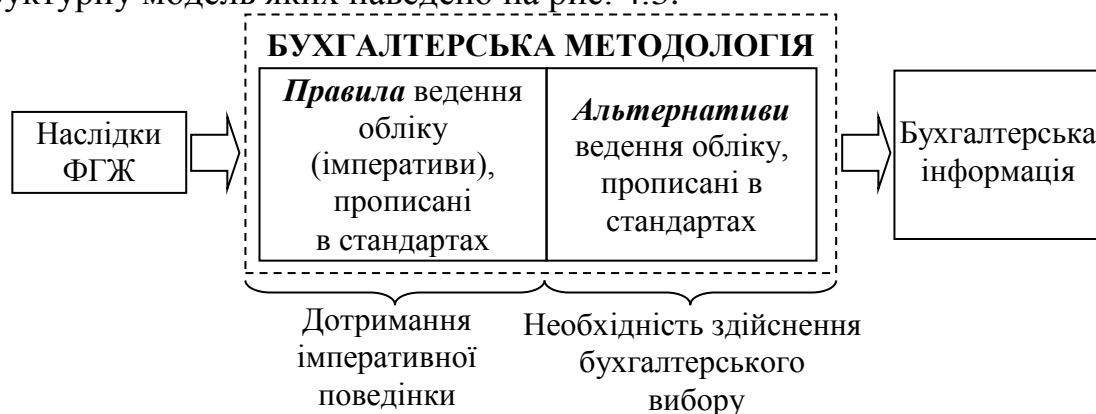 руктурну модель яких наведено на рис. 4.3.
БУХГАЛТЕРСЬКА МЕТОДОЛОГІЯ
Наслідки
ФГЖ
Правила ведення
обліку
(імперативи),
прописані
в стандартах
Альтернативи
ведення обліку,
прописані в
стандартах
Бухгалтерська
інформація
Дотримання
імперативної
поведінки
Необхідність здійснення
бухгалтерського
вибору